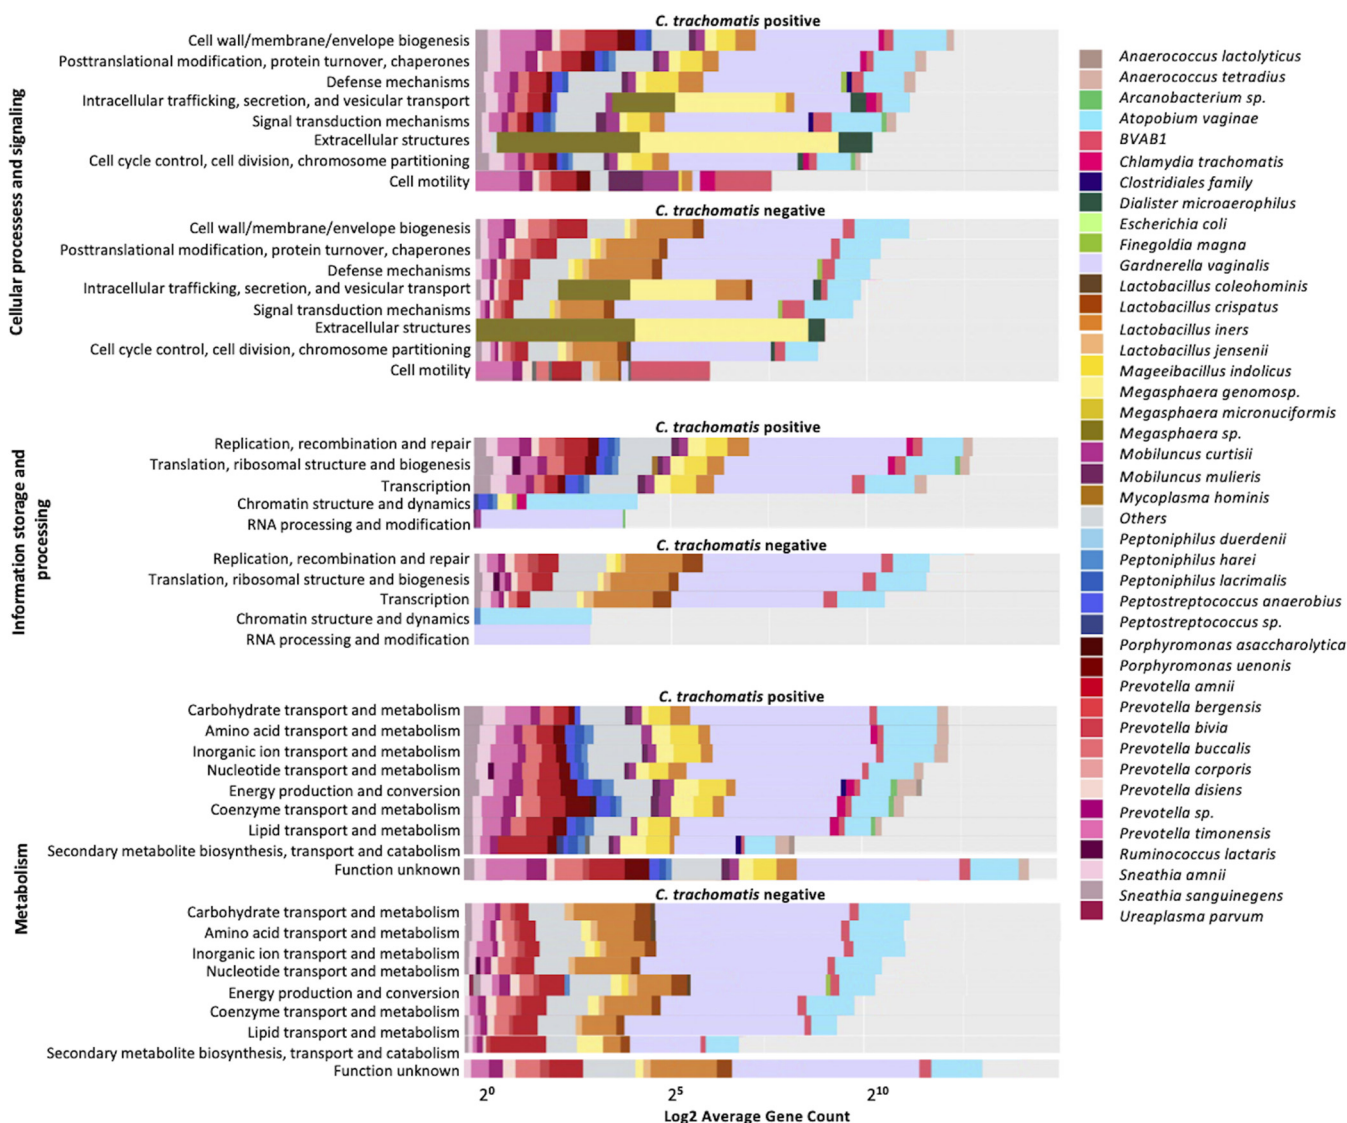 C. trachomatis positive
Cell wall/membrane/envelope biogenesis
Posttranslational modification, protein turnover, chaperones
Defense mechanisms
Intracellular trafficking, secretion, and vesicular transport
Signal transduction mechanisms
Extracellular structures
Cell cycle control, cell division, chromosome partitioning
Cell motility
Cellular processess and signaling
C. trachomatis negative
Cell wall/membrane/envelope biogenesis
Posttranslational modification, protein turnover, chaperones
Defense mechanisms
Intracellular trafficking, secretion, and vesicular transport
Signal transduction mechanisms
Extracellular structures
Cell cycle control, cell division, chromosome partitioning
Cell motility
C. trachomatis positive
Replication, recombination and repair
Translation, ribosomal structure and biogenesis
Transcription
Chromatin structure and dynamics
RNA processing and modification
Information storage and
processing
C. trachomatis negative
Replication, recombination and repair
Translation, ribosomal structure and biogenesis
Transcription
Chromatin structure and dynamics
RNA processing and modification
C. trachomatis positive
Carbohydrate transport and metabolism
Amino acid transport and metabolism
Inorganic ion transport and metabolism
Nucleotide transport and metabolism
Energy production and conversion
Coenzyme transport and metabolism
Lipid transport and metabolism
Secondary metabolite biosynthesis, transport and catabolism
Function unknown
Metabolism
C. trachomatis negative
Carbohydrate transport and metabolism
Amino acid transport and metabolism
Inorganic ion transport and metabolism
Nucleotide transport and metabolism
Energy production and conversion
Coenzyme transport and metabolism
Lipid transport and metabolism
Secondary metabolite biosynthesis, transport and catabolism
Function unknown
2⁰ 2⁵ 2¹⁰
Log2 Average Gene Count
Anaerococcus lactolyticus
Anaerococcus tetradius
Arcanobacterium sp.
Atopobium vaginae
BVAB1
Chlamydia trachomatis
Clostridiales family
Dialister microaerophilus
Escherichia coli
Finegoldia magna
Gardnerella vaginalis
Lactobacillus coleohominis
Lactobacillus crispatus
Lactobacillus iners
Lactobacillus jensenii
Mageeibacillus indolicus
Megasphaera genomosp.
Megasphaera micronuciformis
Megasphaera sp.
Mobiluncus curtisii
Mobiluncus mulieris
Mycoplasma hominis
Others
Peptoniphilus duerdenii
Peptoniphilus harei
Peptoniphilus lacrimalis
Peptostreptococcus anaerobius
Peptostreptococcus sp.
Porphyromonas asaccharolytica
Porphyromonas uenonis
Prevotella amnii
Prevotella bergensis
Prevotella bivia
Prevotella buccalis
Prevotella corporis
Prevotella disiens
Prevotella sp.
Prevotella timonensis
Ruminococcus lactaris
Sneathia amnii
Sneathia sanguinegens
Ureaplasma parvum